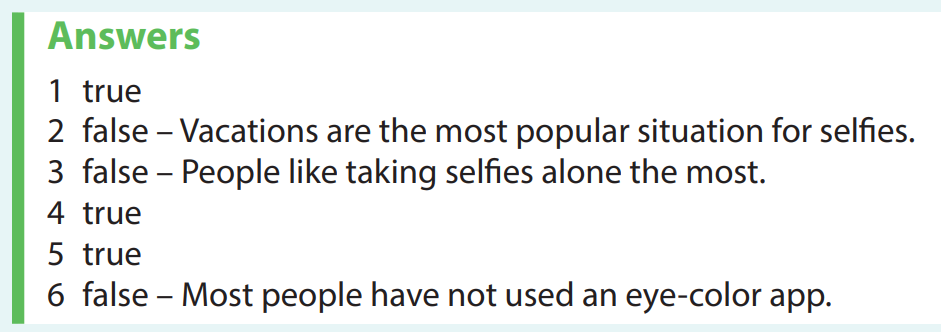 Answers
1 true
2 false – Vacations are the most popular situation for selfies.
3 false – People like taking selfies alone the most.
4 true
5 true
6 false – Most people have not used an eye-color app.